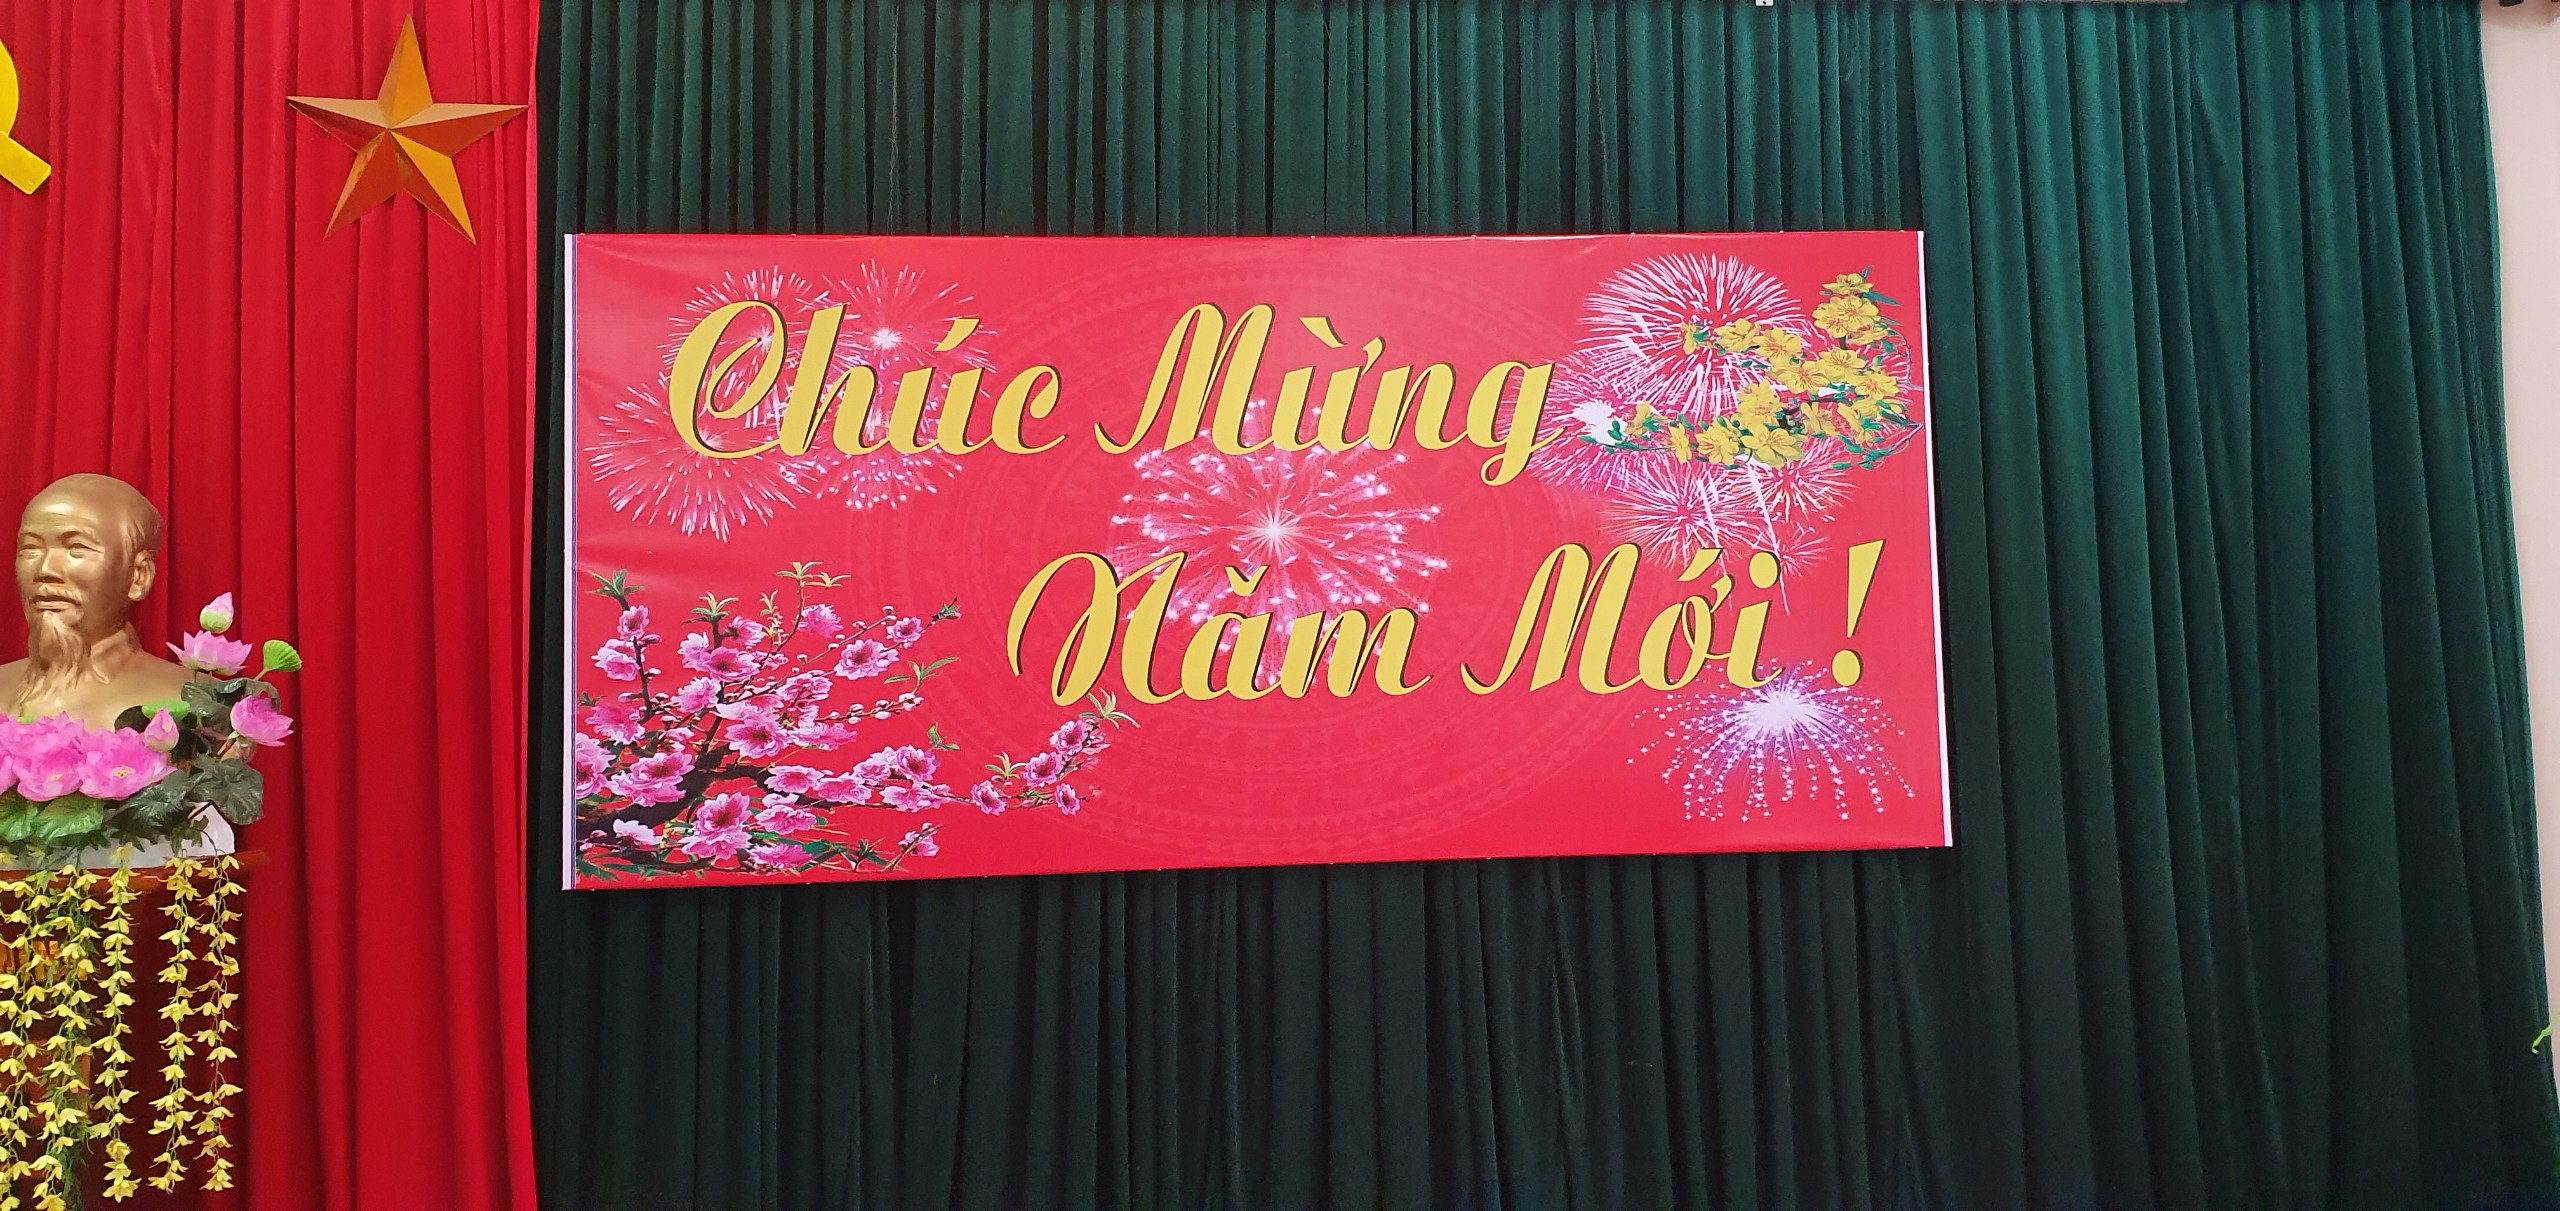 Chúc Mừng
Năm Mới !